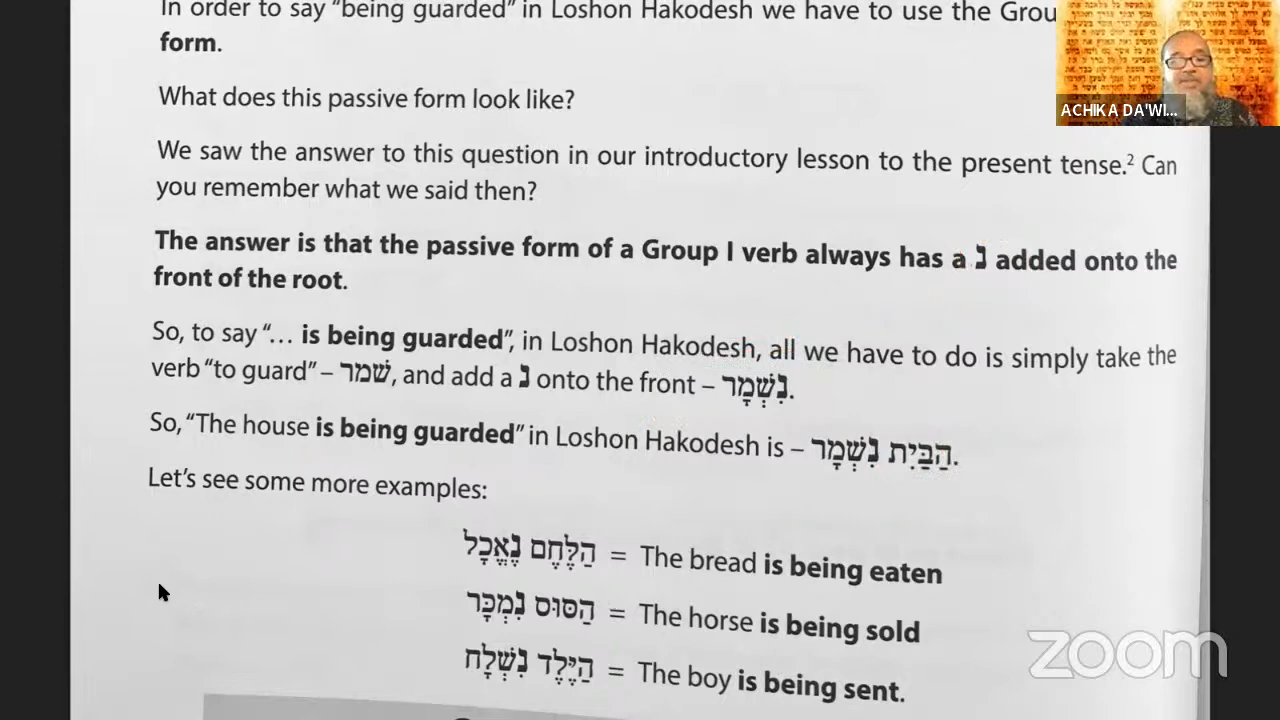 In order to say “being guarded” in Loshon Hakodesh we have to use the
form.
What does this passive form look like?
We saw the answer to this question in our introductory lesson to the present tense.² Can
you remember what we said then?
The answer is that the passive form of a Group I verb always has a נ added onto the
front of the root.
So, to say “… is being guarded”, in Loshon Hakodesh, all we have to do is simply take the
verb “to guard” – שׁמר, and add a נ onto the front – נִשְׁמָר.
So, “The house is being guarded” in Loshon Hakodesh is – הַבַּיִת נִשְׁמָר.
Let’s see some more examples:
הַלֶּחֶם נֶאֱכָל = The bread is being eaten
הַסּוּס נִמְכָּר = The horse is being sold
הַיֶּלֶד נִשְׁלָח = The boy is being sent.
ACHIKA DA'WI...
zoom